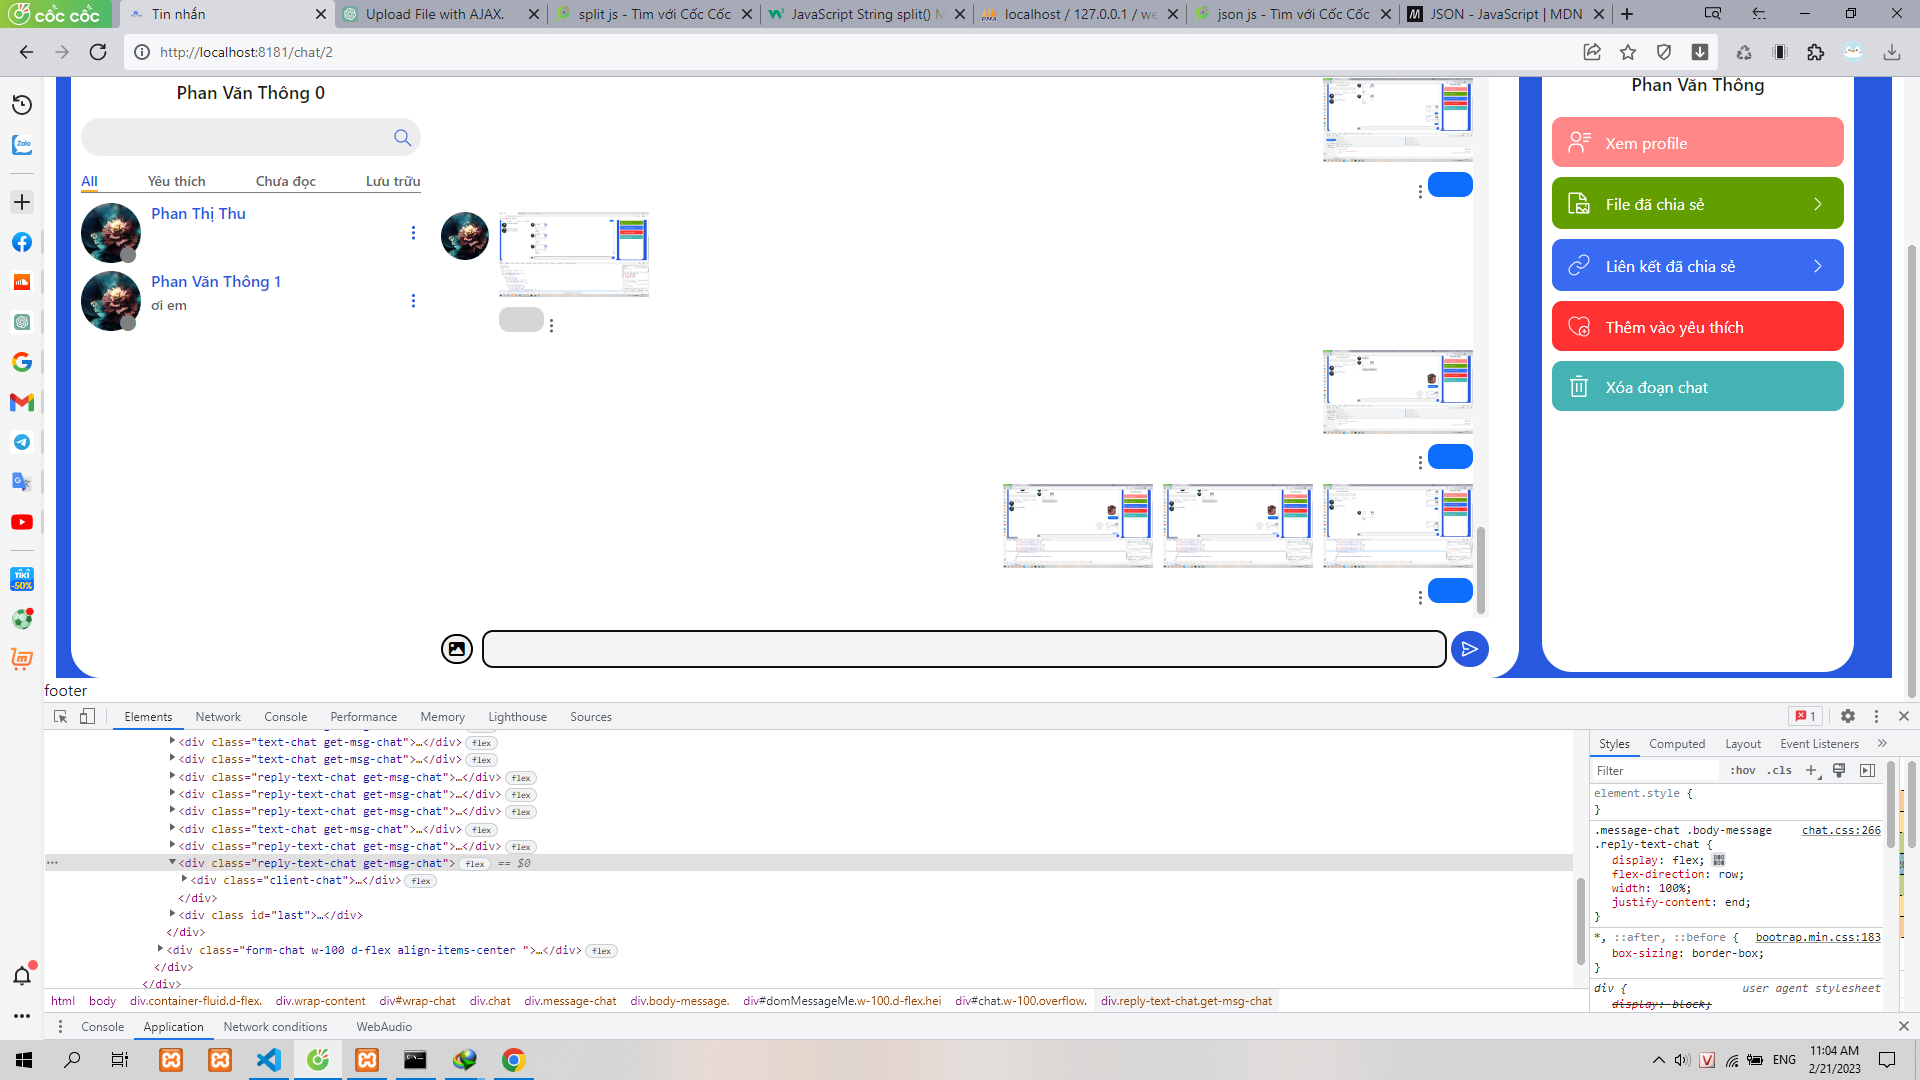 cốc cốc
Tin nhắn
Upload File with AJAX.
split js - Tìm với Cốc Cốc
JavaScript String split() M
localhost / 127.0.0.1 / we
json js - Tìm với Cốc Cốc
JSON - JavaScript | MDN
http://localhost:8181/chat/2
Phan Văn Thông 0
All Yêu thích Chưa đọc Lưu trữu
Phan Thị Thu
Phan Văn Thông 1
ơi em
Phan Văn Thông
Xem profile
File đã chia sẻ
Liên kết đã chia sẻ
Thêm vào yêu thích
Xóa đoạn chat
Zalo
TIKI
-50%
footer
Elements Network Console Performance Memory Lighthouse Sources 1
<div class="text-chat get-msg-chat">…</div> flex
<div class="text-chat get-msg-chat">…</div> flex
<div class="reply-text-chat get-msg-chat">…</div> flex
<div class="reply-text-chat get-msg-chat">…</div> flex
<div class="reply-text-chat get-msg-chat">…</div> flex
<div class="text-chat get-msg-chat">…</div> flex
<div class="reply-text-chat get-msg-chat">…</div> flex
<div class="reply-text-chat get-msg-chat"> flex == $0
<div class="client-chat">…</div> flex
</div>
<div class id="last">…</div>
</div>
<div class="form-chat w-100 d-flex align-items-center ">…</div> flex
</div>
</div>
html body div.container-fluid.d-flex. div.wrap-content div#wrap-chat div.chat div.message-chat div.body-message. div#domMessageMe.w-100.d-flex.hei div#chat.w-100.overflow. div.reply-text-chat.get-msg-chat
Styles Computed Layout Event Listeners »
Filter :hov .cls
element.style {
}
.message-chat .body-message chat.css:266
.reply-text-chat {
display: flex;
flex-direction: row;
width: 100%;
justify-content: end;
}
*, ::after, ::before { bootrap.min.css:183
box-sizing: border-box;
}
div { user agent stylesheet
display: block;
Console Application Network conditions WebAudio
ENG
11:04 AM
2/21/2023